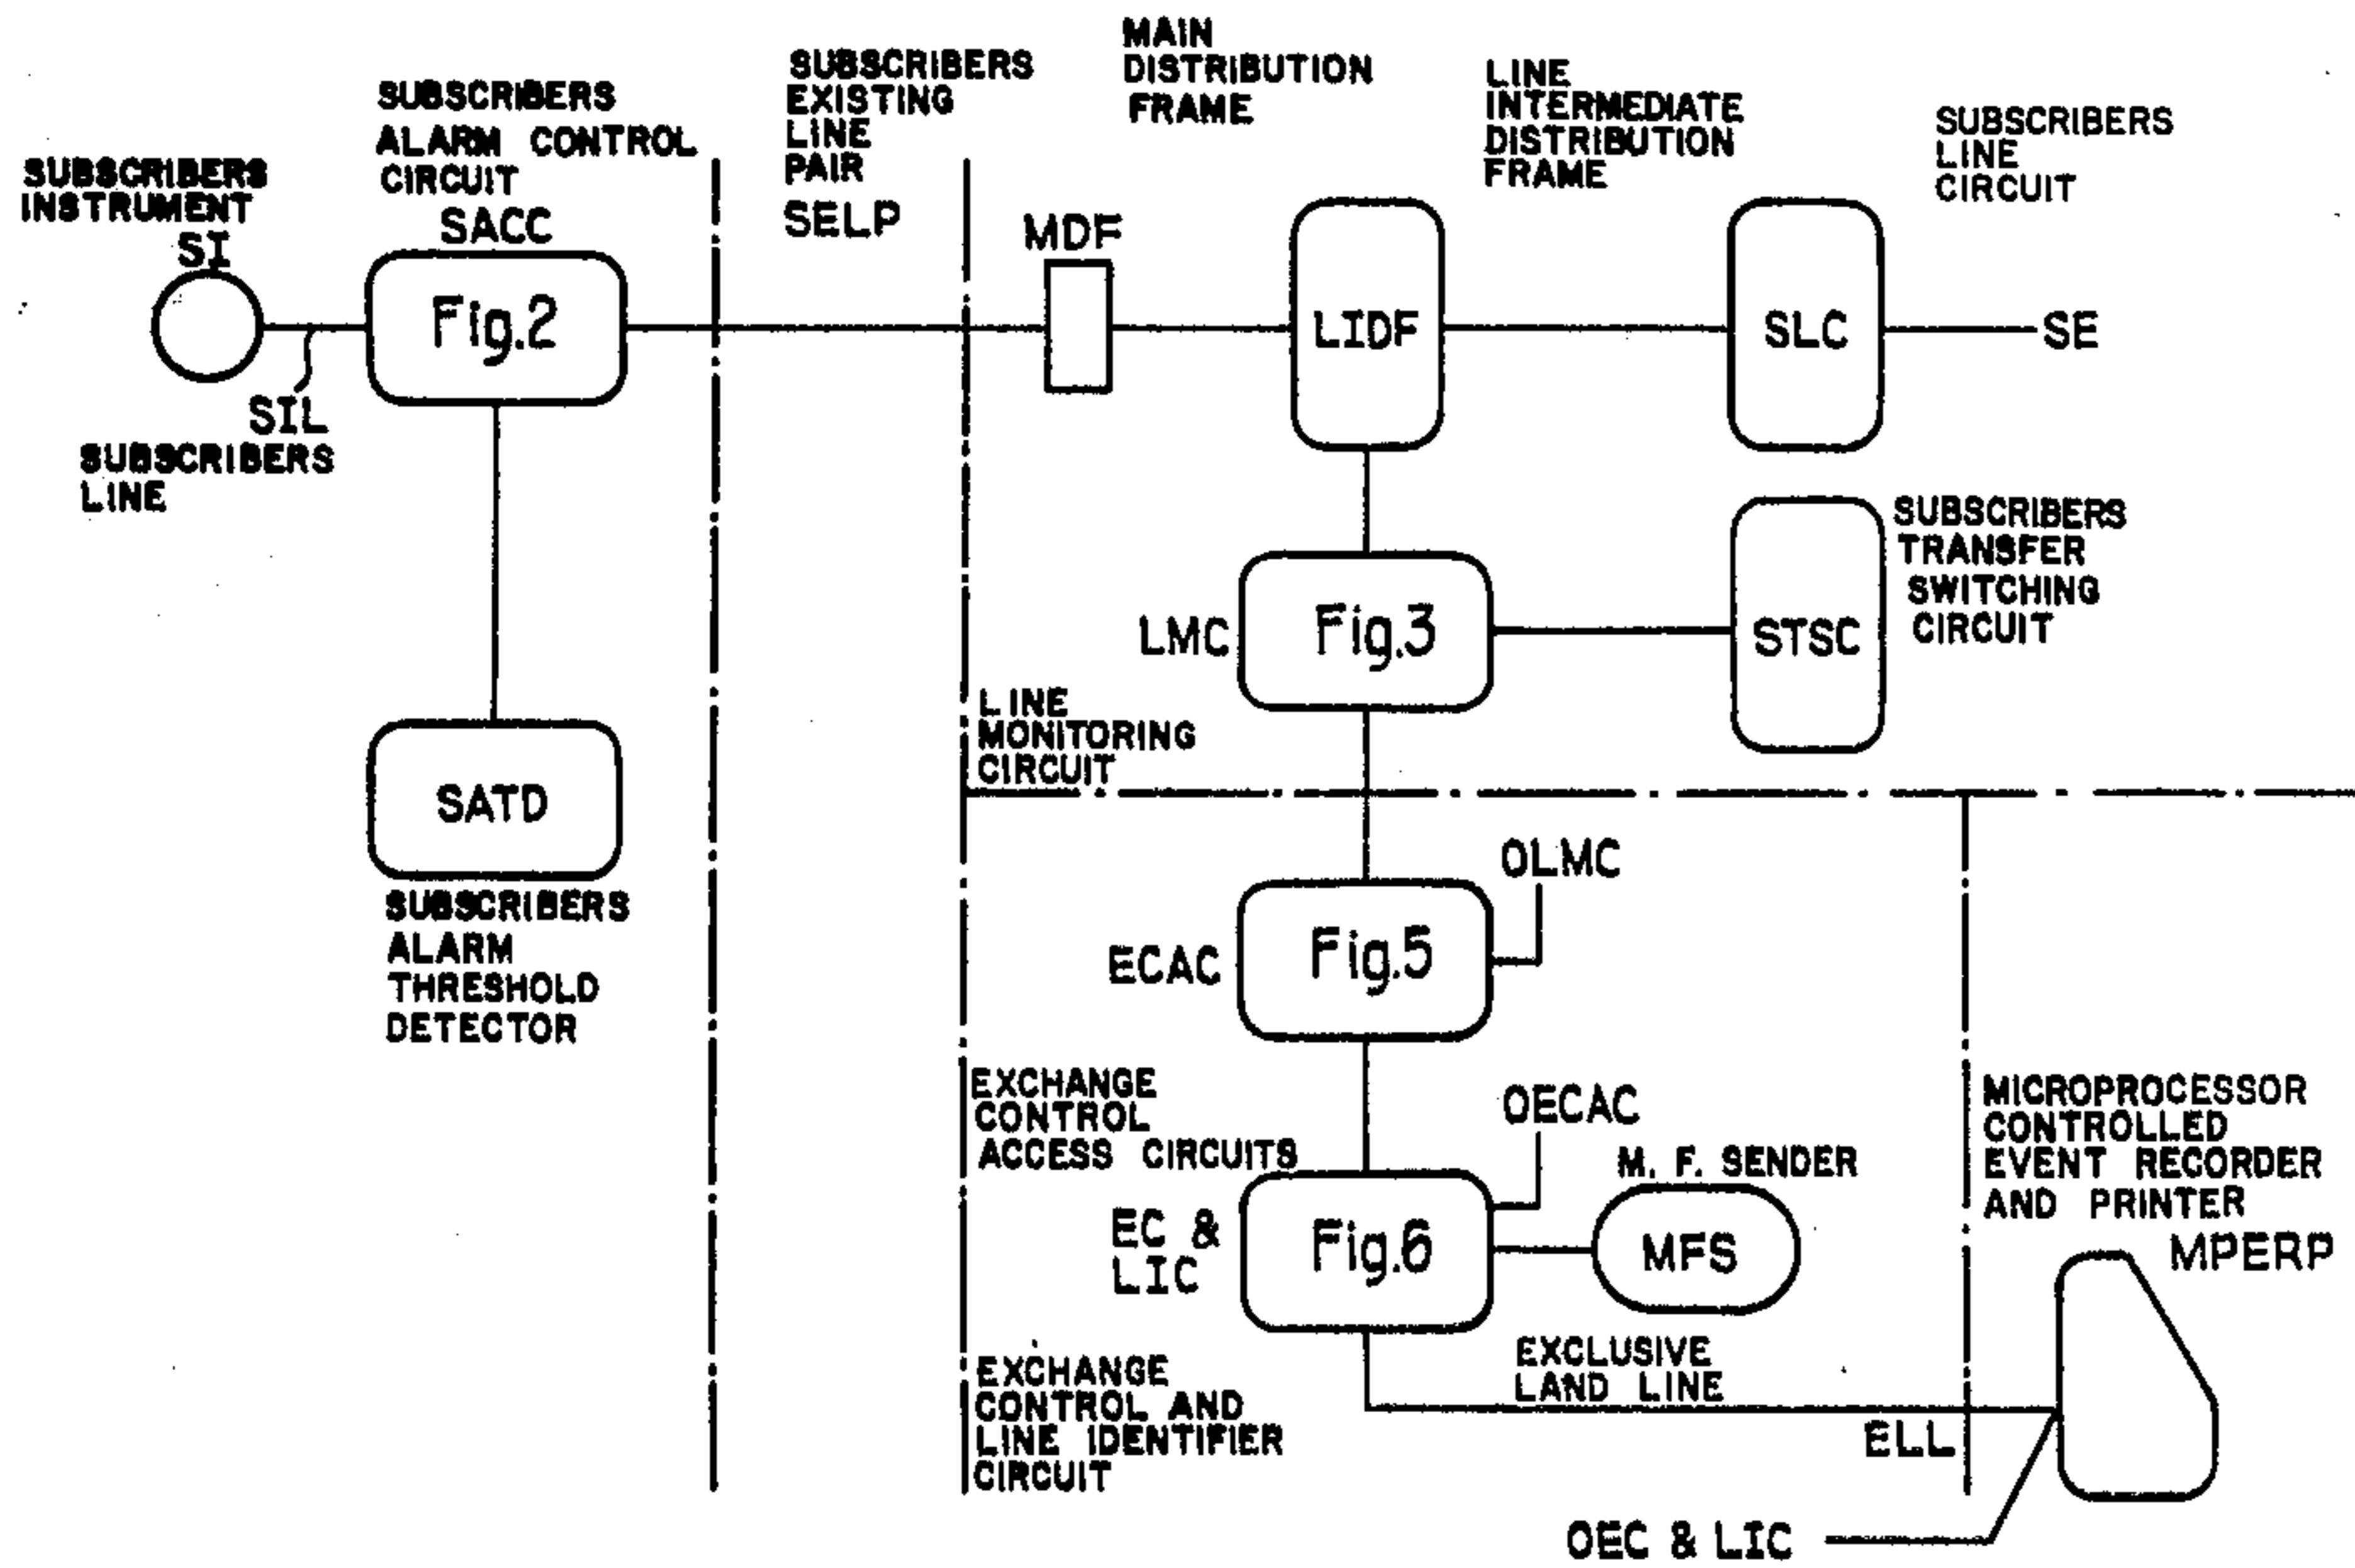 SUBSCRIBERS
INSTRUMENT
SI
SUBSCRIBERS
ALARM CONTROL
CIRCUIT
SACC
Fig.2
SIL
SUBSCRIBERS
LINE
SATD
SUBSCRIBERS
ALARM
THRESHOLD
DETECTOR
SUBSCRIBERS
EXISTING
LINE
PAIR
SELP
MAIN
DISTRIBUTION
FRAME
MDF
LINE
INTERMEDIATE
DISTRIBUTION
FRAME
LIDF
SUBSCRIBERS
LINE
CIRCUIT
SLC
SE
LMC
Fig.3
LINE
MONITORING
CIRCUIT
STSC
SUBSCRIBERS
TRANSFER
SWITCHING
CIRCUIT
OLMC
ECAC
Fig.5
EXCHANGE
CONTROL
ACCESS CIRCUITS
OECAC
EC &
LIC
Fig.6
M. F. SENDER
MFS
EXCHANGE
CONTROL AND
LINE IDENTIFIER
CIRCUIT
EXCLUSIVE
LAND LINE
ELL
MICROPROCESSOR
CONTROLLED
EVENT RECORDER
AND PRINTER
MPERP
OEC & LIC